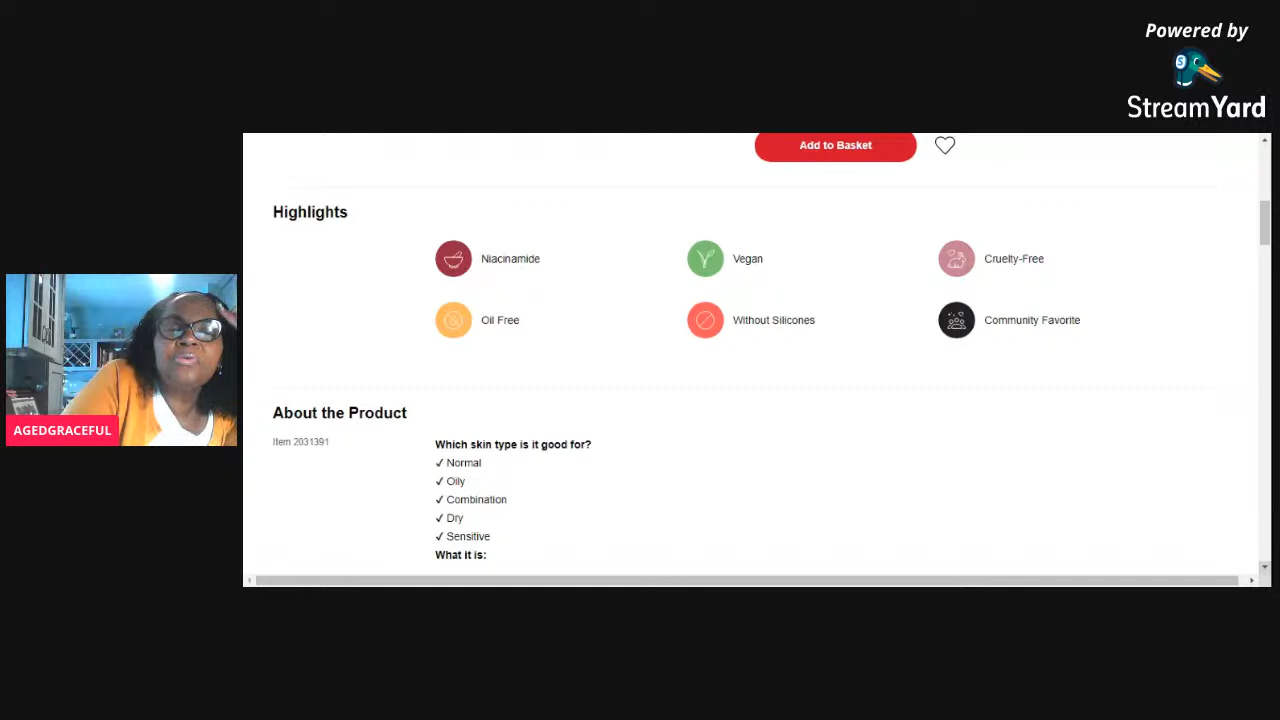 Powered by
StreamYard
Add to Basket
Highlights
Niacinamide
Vegan
Cruelty-Free
Oil Free
Without Silicones
Community Favorite
About the Product
Item 2031391
Which skin type is it good for?
✓ Normal
✓ Oily
✓ Combination
✓ Dry
✓ Sensitive
What it is:
AGEDGRACEFUL